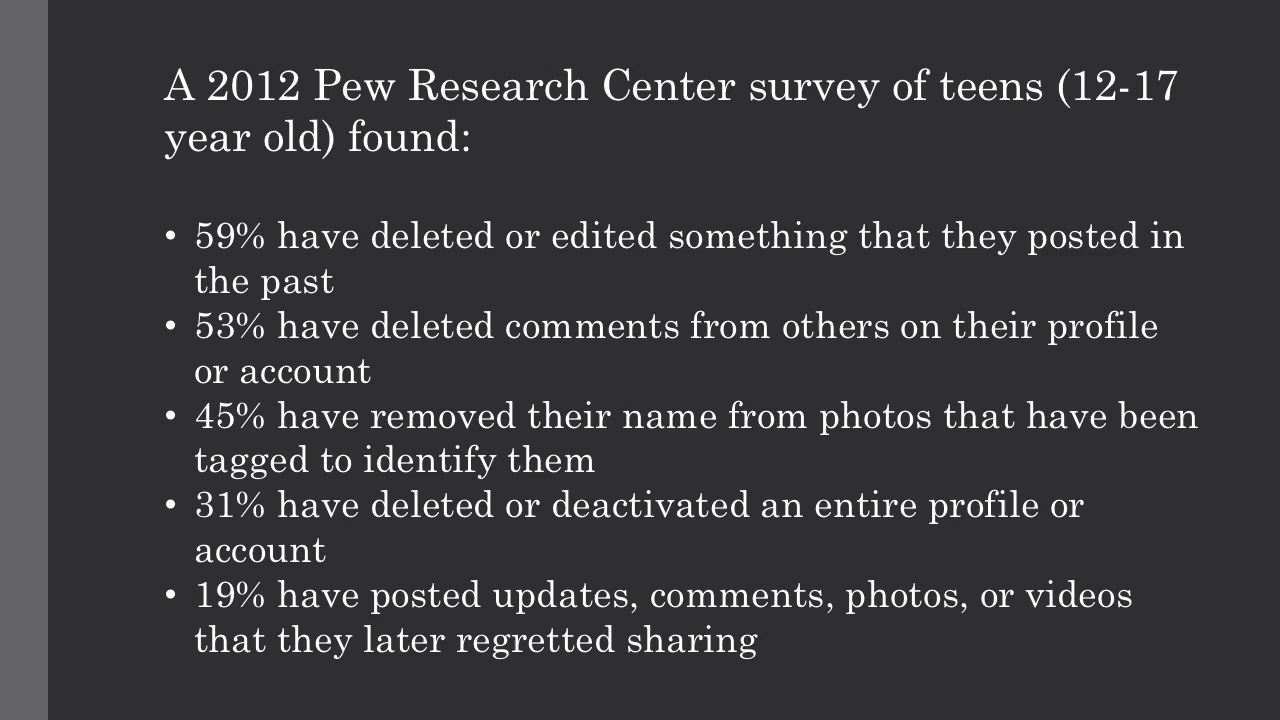 A 2012 Pew Research Center survey of teens (12-17
year old) found:
• 59% have deleted or edited something that they posted in
the past
• 53% have deleted comments from others on their profile
or account
• 45% have removed their name from photos that have been
tagged to identify them
• 31% have deleted or deactivated an entire profile or
account
• 19% have posted updates, comments, photos, or videos
that they later regretted sharing